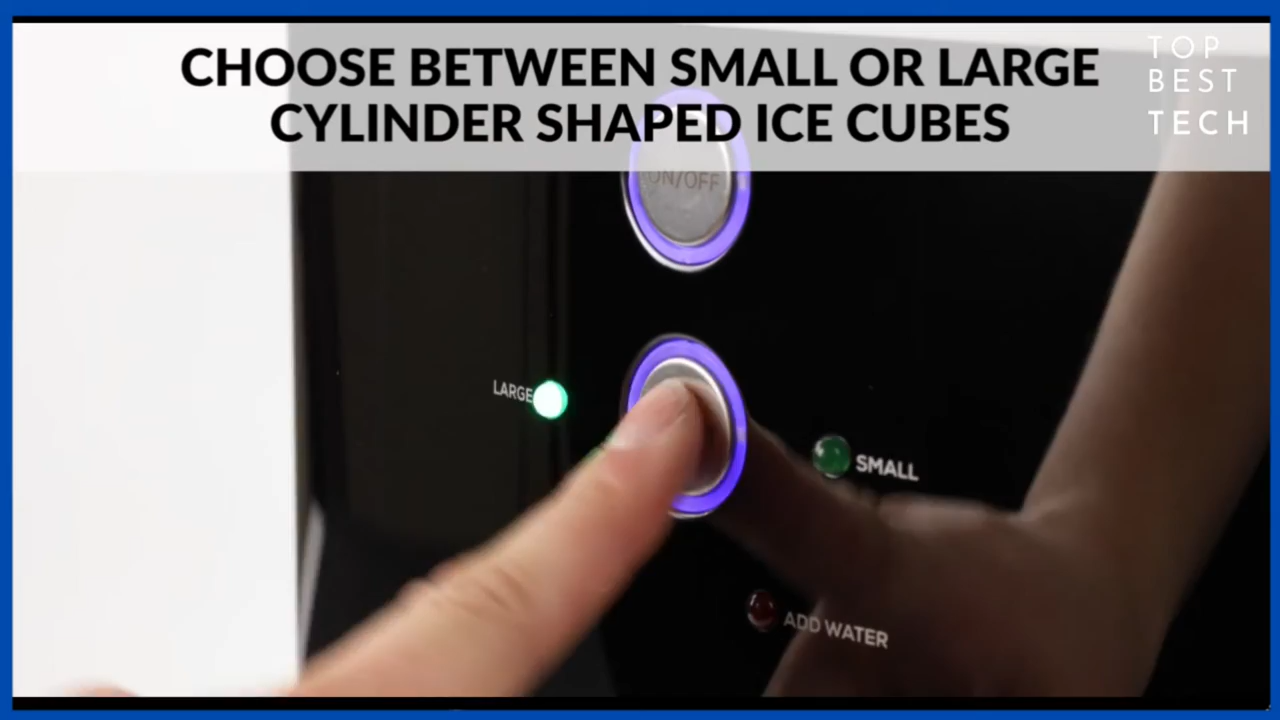 CHOOSE BETWEEN SMALL OR LARGE
CYLINDER SHAPED ICE CUBES
TOP
BEST
TECH
ON/OFF
LARGE
SMALL
ADD WATER